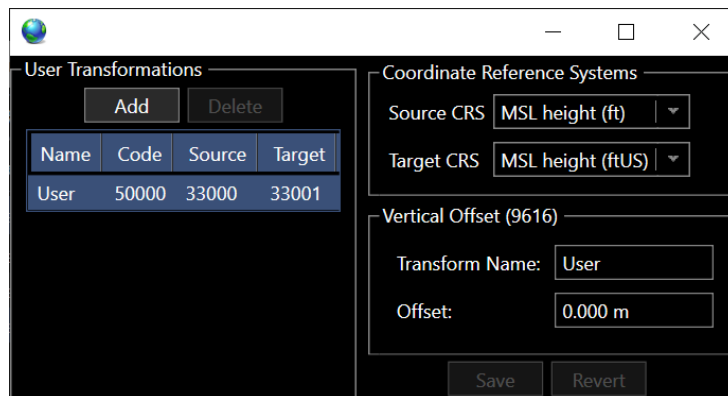 User Transformations
Add Delete
Name Code Source Target
User 50000 33000 33001
Coordinate Reference Systems
Source CRS MSL height (ft)
Target CRS MSL height (ftUS)
Vertical Offset (9616)
Transform Name: User
Offset: 0.000 m
Save Revert